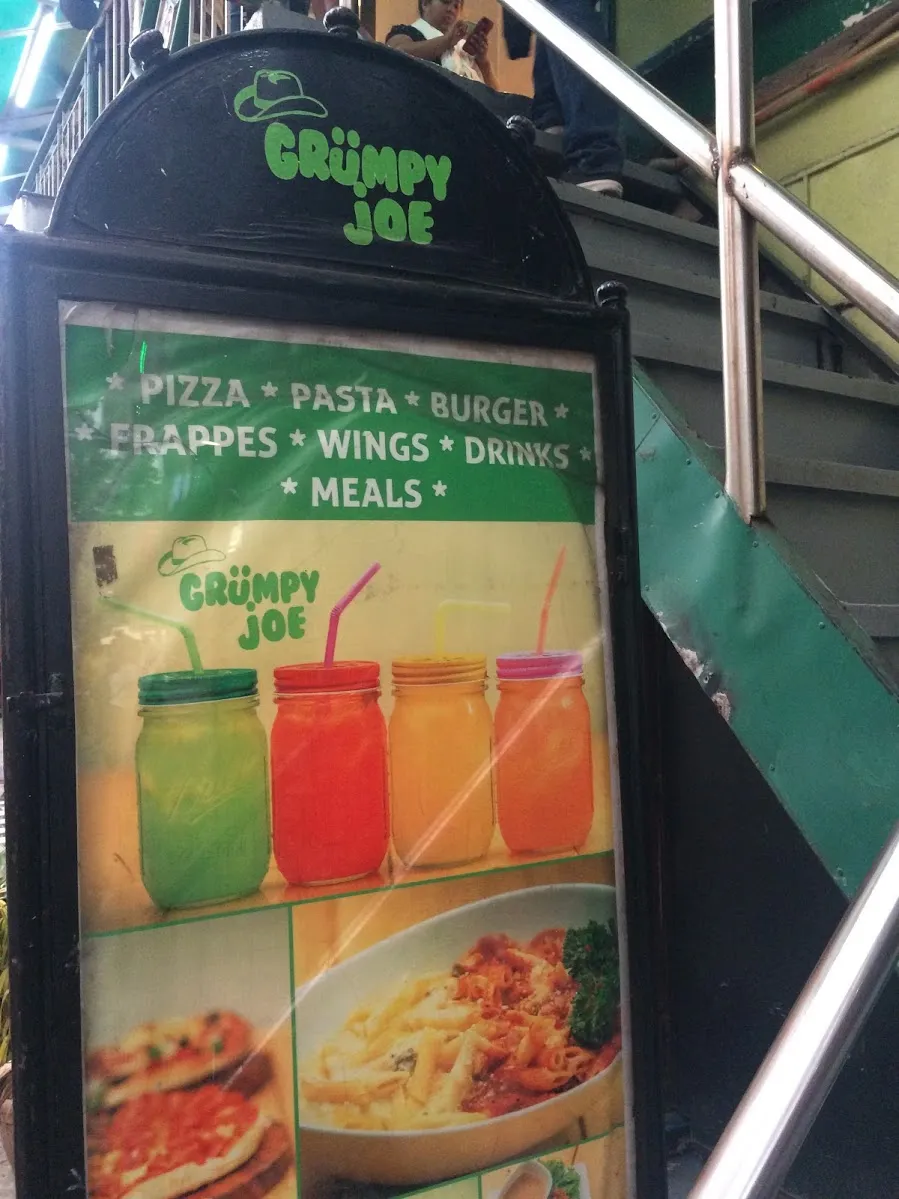 GRÜMPY
JOE
* PIZZA * PASTA * BURGER *
* FRAPPES * WINGS * DRINKS *
* MEALS *
GRÜMPY
JOE